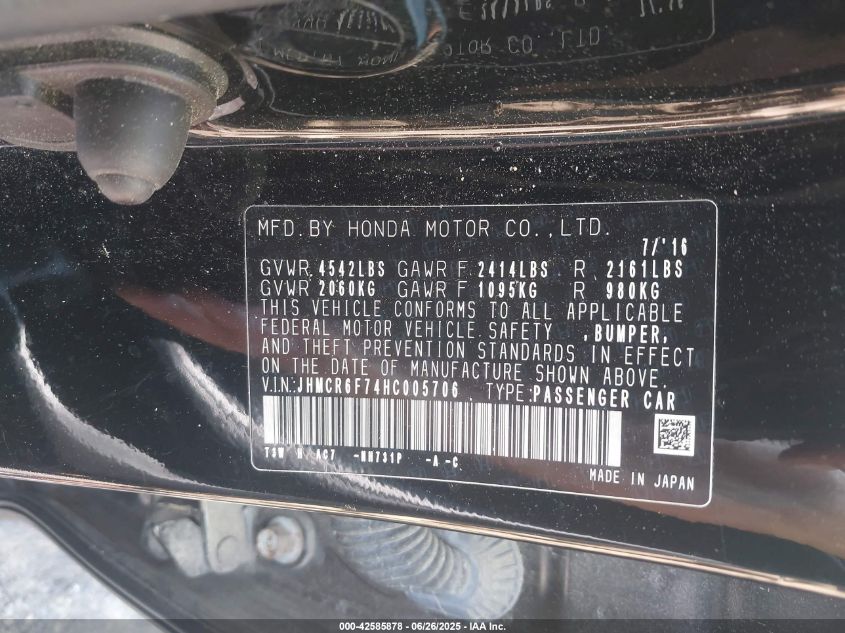 MFD. BY HONDA MOTOR CO., LTD.
7/'16
GVWR 4542LBS GAWR F 2414LBS R 2161LBS
GVWR 2060KG GAWR F 1095KG R 980KG
THIS VEHICLE CONFORMS TO ALL APPLICABLE
FEDERAL MOTOR VEHICLE SAFETY ,BUMPER,
AND THEFT PREVENTION STANDARDS IN EFFECT
ON THE DATE OF MANUFACTURE SHOWN ABOVE.
V.I.N: JHMCR6F74HC005706 TYPE:PASSENGER CAR
AC7 -NH731P -A -C
MADE IN JAPAN
000-42585878 - 06/26/2025 - IAA Inc.